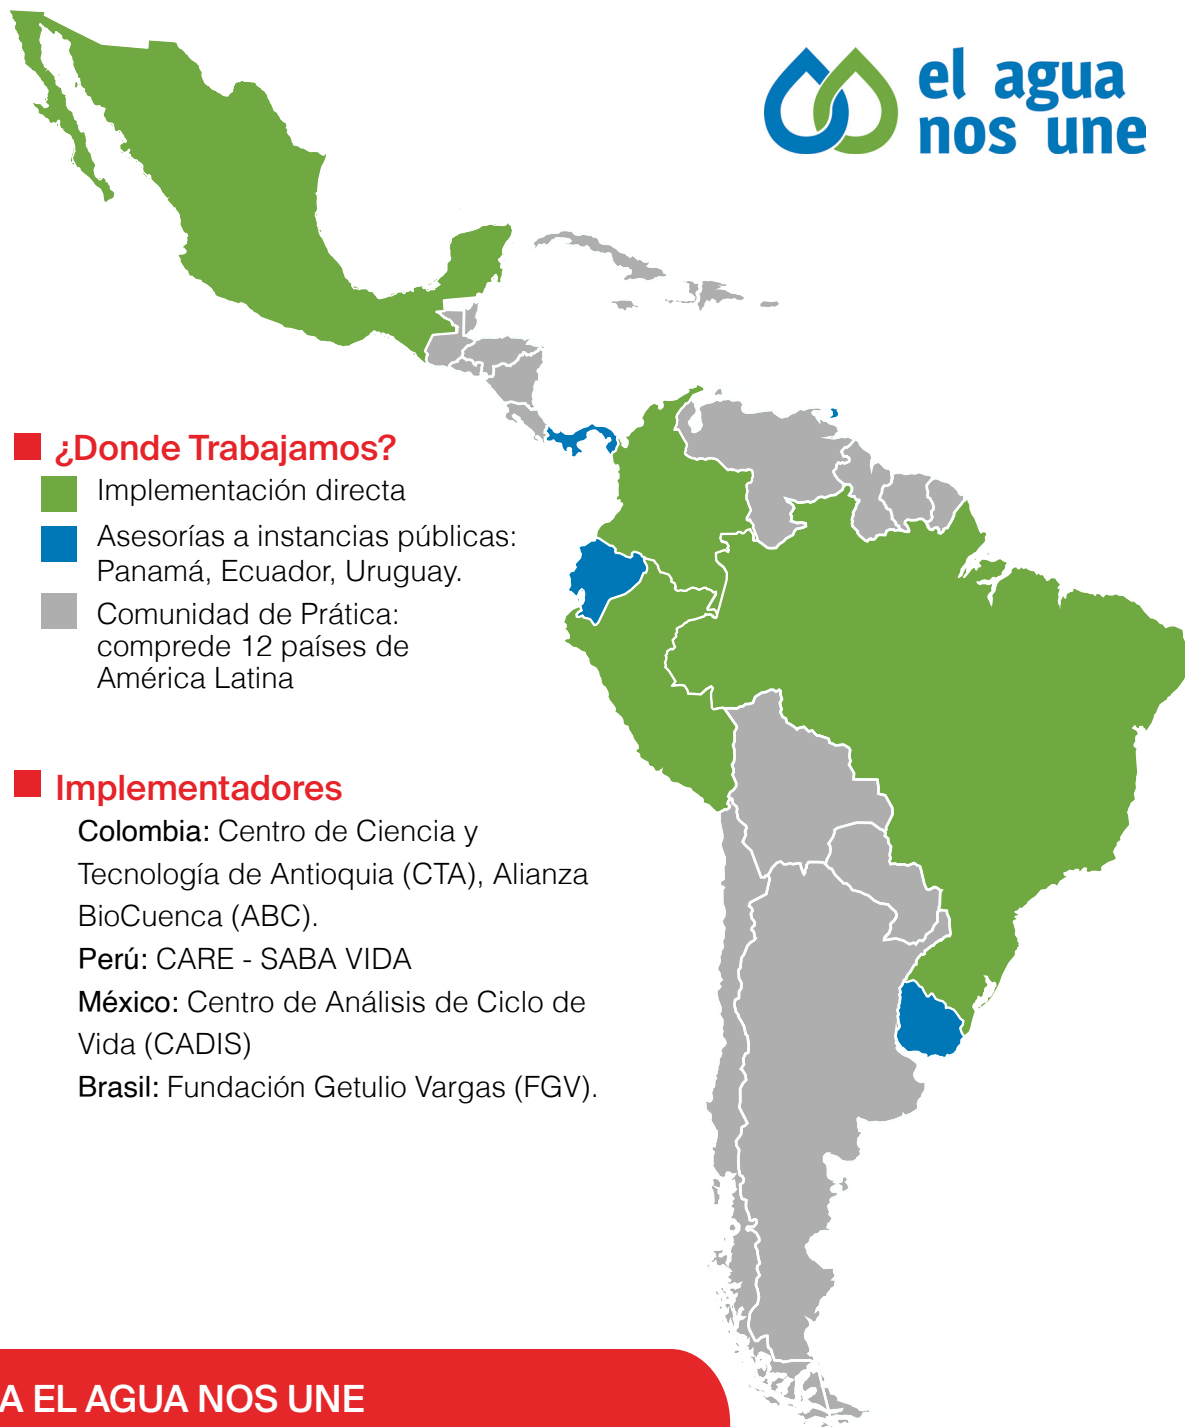 el agua
nos une
¿Donde Trabajamos?
Implementación directa
Asesorías a instancias públicas:
Panamá, Ecuador, Uruguay.
Comunidad de Prática:
comprede 12 países de
América Latina
Implementadores
Colombia: Centro de Ciencia y
Tecnología de Antioquia (CTA), Alianza
BioCuenca (ABC).
Perú: CARE - SABA VIDA
México: Centro de Análisis de Ciclo de
Vida (CADIS)
Brasil: Fundación Getulio Vargas (FGV).
A EL AGUA NOS UNE